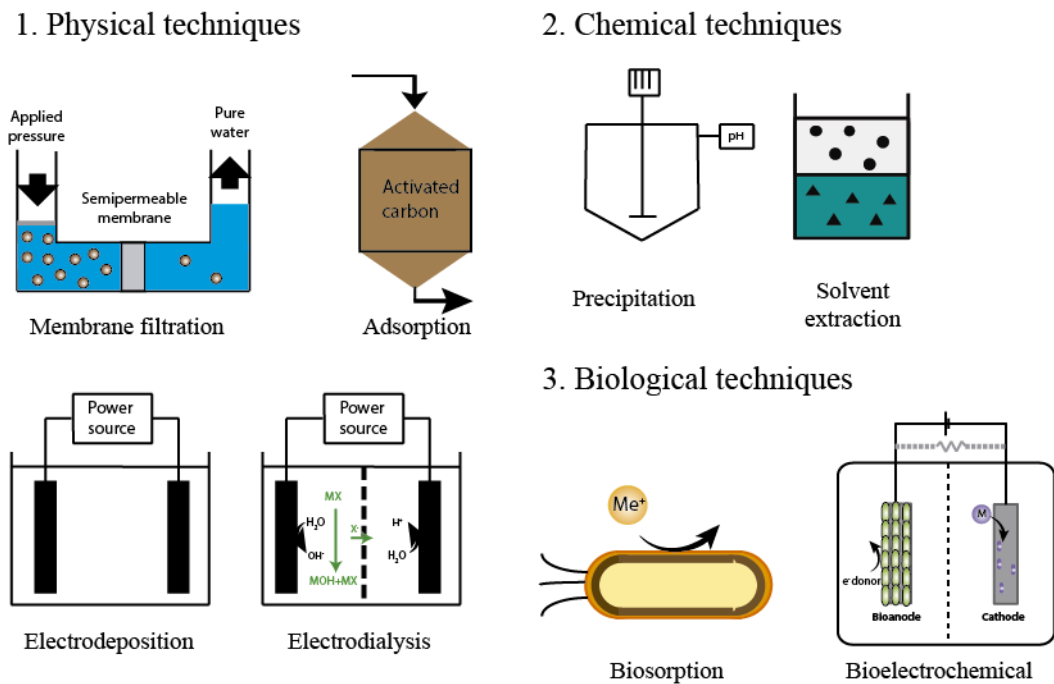 1. Physical techniques
Applied
pressure
Pure
water
Semipermeable
membrane
Membrane filtration
Activated
carbon
Adsorption
Power
source
Electrodeposition
Power
source
MX
H₂O
OH⁻
X⁻
MOH+MX
H⁺
H₂O
Electrodialysis
2. Chemical techniques
pH
Precipitation
Solvent
extraction
3. Biological techniques
Me⁺
Biosorption
e⁻ donor
Bioanode
M
Cathode
Bioelectrochemical